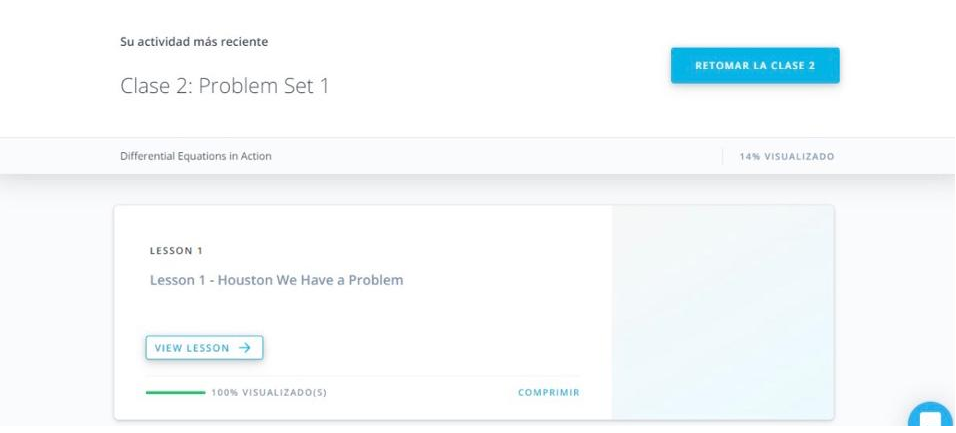 Su actividad más reciente
RETOMAR LA CLASE 2
Clase 2: Problem Set 1
Differential Equations in Action
14% VISUALIZADO
LESSON 1
Lesson 1 - Houston We Have a Problem
VIEW LESSON
100% VISUALIZADO(S)
COMPRIMIR